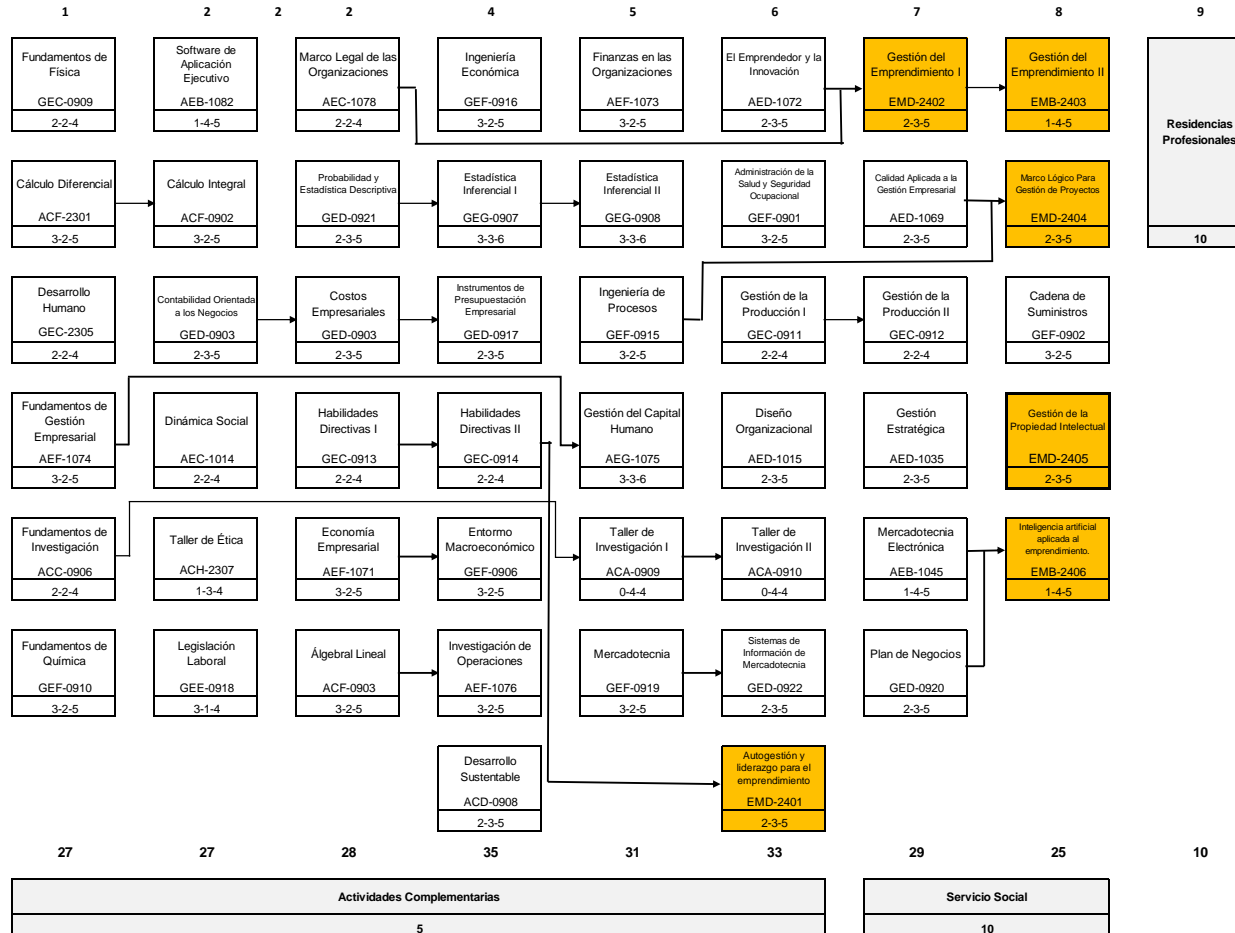 1 2 2 2 4 5 6 7 8 9
Fundamentos de
Física
GEC-0909
2-2-4
Software de
Aplicación
Ejecutivo
AEB-1082
1-4-5
Marco Legal de las
Organizaciones
AEC-1078
2-2-4
Ingeniería
Económica
GEF-0916
3-2-5
Finanzas en las
Organizaciones
AEF-1073
3-2-5
El Emprendedor y la
Innovación
AED-1072
2-3-5
Gestión del
Emprendimiento I
EMD-2402
2-3-5
Gestión del
Emprendimiento II
EMB-2403
1-4-5
Residencias
Profesionales
10
Cálculo Diferencial
ACF-2301
3-2-5
Cálculo Integral
ACF-0902
3-2-5
Probabilidad y
Estadística Descriptiva
GED-0921
2-3-5
Estadística
Inferencial I
GEG-0907
3-3-6
Estadística
Inferencial II
GEG-0908
3-3-6
Administración de la
Salud y Seguridad
Ocupacional
GEF-0901
3-2-5
Calidad Aplicada a la
Gestión Empresarial
AED-1069
2-3-5
Marco Lógico Para
Gestión de Proyectos
EMD-2404
2-3-5
Desarrollo
Humano
GEC-2305
2-2-4
Contabilidad Orientada
a los Negocios
GED-0903
2-3-5
Costos
Empresariales
GED-0903
2-3-5
Instrumentos de
Presupuestación
Empresarial
GED-0917
2-3-5
Ingeniería de
Procesos
GEF-0915
3-2-5
Gestión de la
Producción I
GEC-0911
2-2-4
Gestión de la
Producción II
GEC-0912
2-2-4
Cadena de
Suministros
GEF-0902
3-2-5
Fundamentos de
Gestión
Empresarial
AEF-1074
3-2-5
Dinámica Social
AEC-1014
2-2-4
Habilidades
Directivas I
GEC-0913
2-2-4
Habilidades
Directivas II
GEC-0914
2-2-4
Gestión del Capital
Humano
AEG-1075
3-3-6
Diseño
Organizacional
AED-1015
2-3-5
Gestión
Estratégica
AED-1035
2-3-5
Gestión de la
Propiedad Intelectual
EMD-2405
2-3-5
Fundamentos de
Investigación
ACC-0906
2-2-4
Taller de Ética
ACH-2307
1-3-4
Economía
Empresarial
AEF-1071
3-2-5
Entormo
Macroeconómico
GEF-0906
3-2-5
Taller de
Investigación I
ACA-0909
0-4-4
Taller de
Investigación II
ACA-0910
0-4-4
Mercadotecnia
Electrónica
AEB-1045
1-4-5
Inteligencia artificial
aplicada al
emprendimiento.
EMB-2406
1-4-5
Fundamentos de
Química
GEF-0910
3-2-5
Legislación
Laboral
GEE-0918
3-1-4
Álgebral Lineal
ACF-0903
3-2-5
Investigación de
Operaciones
AEF-1076
3-2-5
Mercadotecnia
GEF-0919
3-2-5
Sistemas de
Información de
Mercadotecnia
GED-0922
2-3-5
Plan de Negocios
GED-0920
2-3-5
Desarrollo
Sustentable
ACD-0908
2-3-5
Autogestión y
liderazgo para el
emprendimiento
EMD-2401
2-3-5
27 27 28 35 31 33 29 25 10
Actividades Complementarias
5
Servicio Social
10